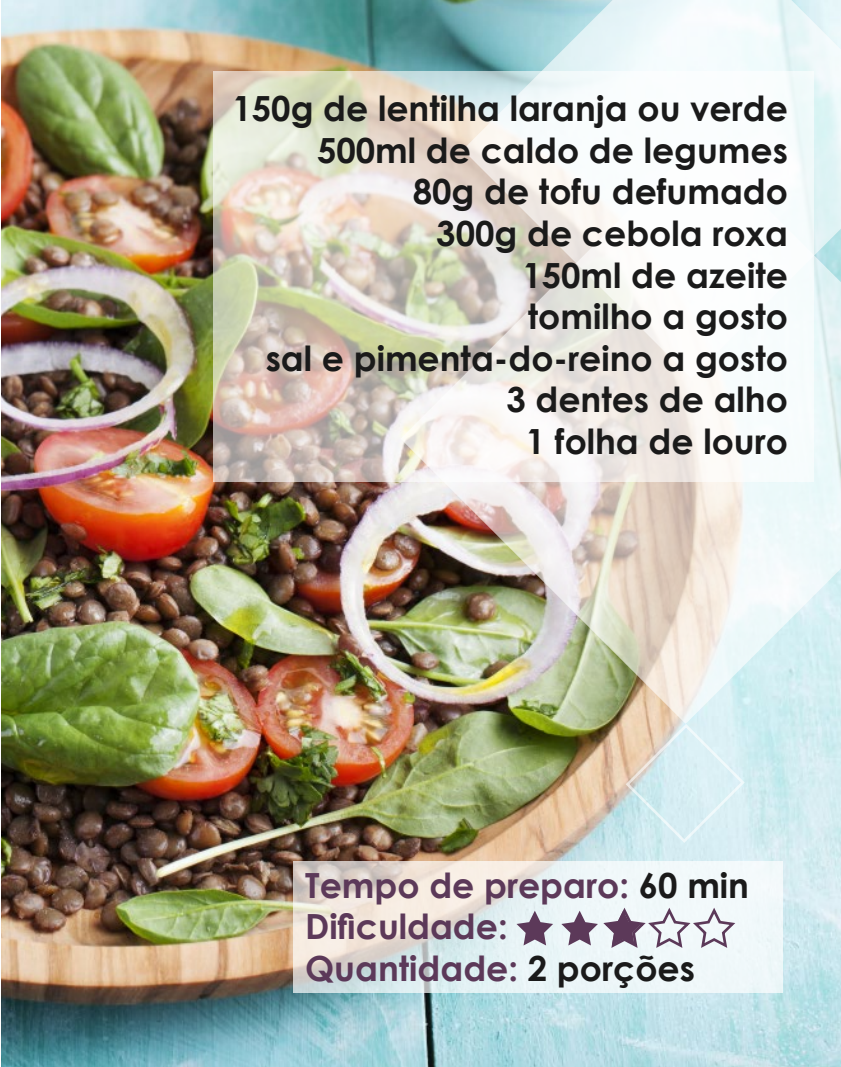 150g de lentilha laranja ou verde
500ml de caldo de legumes
80g de tofu defumado
300g de cebola roxa
150ml de azeite
tomilho a gosto
sal e pimenta-do-reino a gosto
3 dentes de alho
1 folha de louro
Tempo de preparo: 60 min
Dificuldade: ★★★☆☆
Quantidade: 2 porções